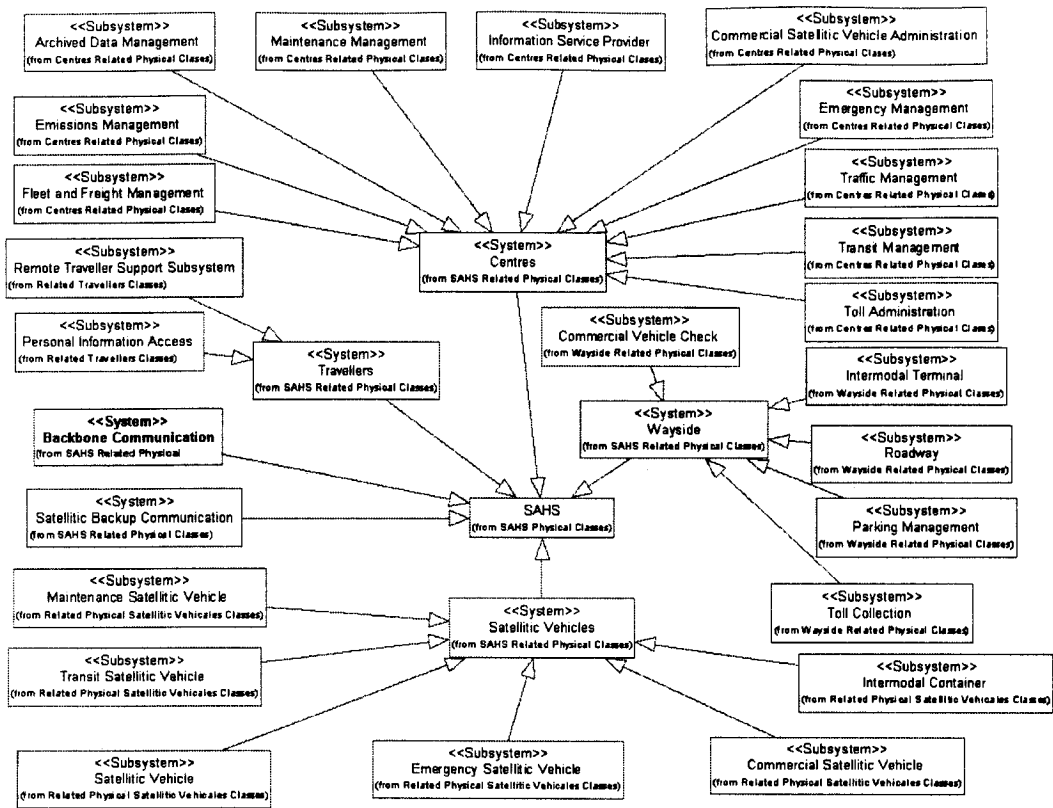 <<Subsystem>>
Archived Data Management
(from Centres Related Physical Clases)
<<Subsystem>>
Maintenance Management
(from Centres Related Physical Clases)
<<Subsystem>>
Information Service Provider
(from Centres Related Physical Clases)
<<Subsystem>>
Commercial Satellitic Vehicle Administration
(from Centres Related Physical Clases)
<<Subsystem>>
Emissions Management
(from Centres Related Physical Clases)
<<Subsystem>>
Emergency Management
(from Centres Related Physical Clases)
<<Subsystem>>
Fleet and Freight Management
(from Centres Related Physical Clases)
<<Subsystem>>
Traffic Management
(from Centres Related Physical Clases)
<<System>>
Centres
(from SAHS Related Physical Classes)
<<Subsystem>>
Transit Management
(from Centres Related Physical Clases)
<<Subsystem>>
Remote Traveller Support Subsystem
(from Related Travellers Classes)
<<Subsystem>>
Toll Administration
(from Centres Related Physical Clases)
<<Subsystem>>
Personal Information Access
(from Related Travellers Classes)
<<System>>
Travellers
(from SAHS Related Physical Classes)
<<Subsystem>>
Commercial Vehicle Check
(from Wayside Related Physical Classes)
<<Subsystem>>
Intermodal Terminal
(from Wayside Related Physical Classes)
<<System>>
Backbone Communication
(from SAHS Related Physical
<<System>>
Wayside
(from SAHS Related Physical Classes)
<<Subsystem>>
Roadway
(from Wayside Related Physical Classes)
<<System>>
Satellitic Backup Communication
(from SAHS Related Physical Classes)
SAHS
(from SAHS Physical Classes)
<<Subsystem>>
Parking Management
(from Wayside Related Physical Classes)
<<Subsystem>>
Maintenance Satellitic Vehicle
(from Related Physical Satellitic Vehicales Classes)
<<System>>
Satellitic Vehicles
(from SAHS Related Physical Classes)
<<Subsystem>>
Toll Collection
(from Wayside Related Physical Classes)
<<Subsystem>>
Transit Satellitic Vehicle
(from Related Physical Satellitic Vehicales Classes)
<<Subsystem>>
Intermodal Container
(from Related Physical Satellitic Vehicales Classes)
<<Subsystem>>
Satellitic Vehicle
(from Related Physical Satellitic Vehicales Classes)
<<Subsystem>>
Emergency Satellitic Vehicle
(from Related Physical Satellitic Vehicales Classes)
<<Subsystem>>
Commercial Satellitic Vehicle
(from Related Physical Satellitic Vehicales Classes)